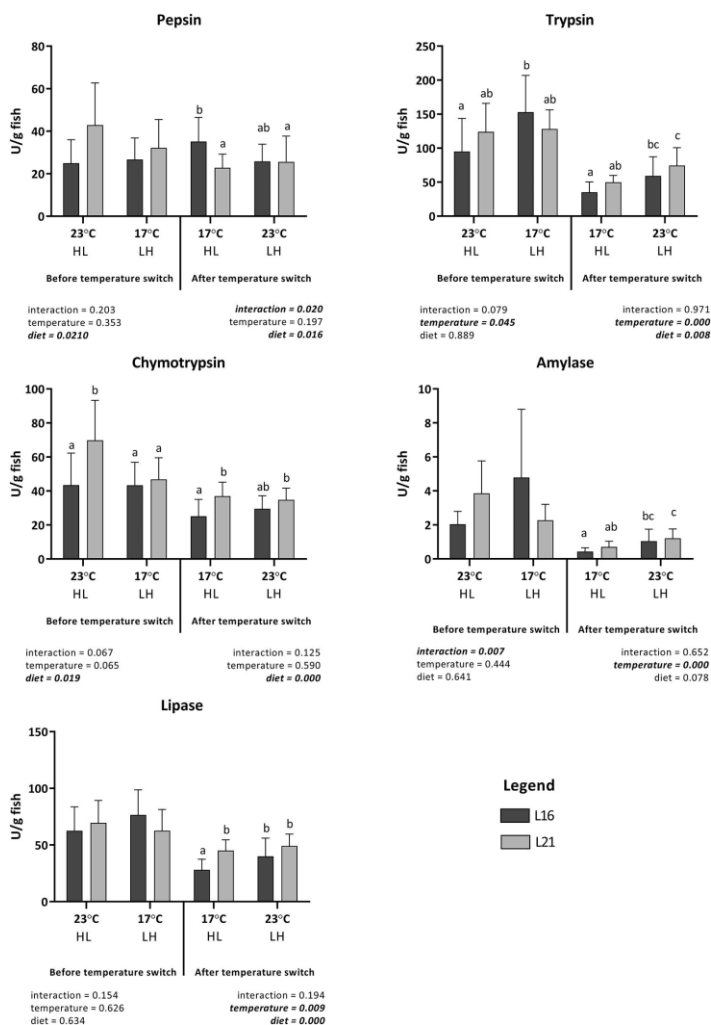 Pepsin
80
60
40
20
0
U/g fish
b
a
ab
a
23°C
17°C
17°C
23°C
HL
LH
HL
LH
Before temperature switch
After temperature switch
interaction = 0.203
temperature = 0.353
diet = 0.0210
interaction = 0.020
temperature = 0.197
diet = 0.016
Trypsin
250
200
150
100
50
0
U/g fish
a
ab
b
ab
a
ab
bc
c
23°C
17°C
17°C
23°C
HL
LH
HL
LH
Before temperature switch
After temperature switch
interaction = 0.079
temperature = 0.045
diet = 0.889
interaction = 0.971
temperature = 0.000
diet = 0.008
Chymotrypsin
100
80
60
40
20
0
U/g fish
a
b
a
a
a
b
ab
b
23°C
17°C
17°C
23°C
HL
LH
HL
LH
Before temperature switch
After temperature switch
interaction = 0.067
temperature = 0.065
diet = 0.019
interaction = 0.125
temperature = 0.590
diet = 0.000
Amylase
10
8
6
4
2
0
U/g fish
a
ab
bc
c
23°C
17°C
17°C
23°C
HL
LH
HL
LH
Before temperature switch
After temperature switch
interaction = 0.007
temperature = 0.444
diet = 0.641
interaction = 0.652
temperature = 0.000
diet = 0.078
Lipase
150
100
50
0
U/g fish
a
b
b
b
23°C
17°C
17°C
23°C
HL
LH
HL
LH
Before temperature switch
After temperature switch
interaction = 0.154
temperature = 0.626
diet = 0.634
interaction = 0.194
temperature = 0.009
diet = 0.000
Legend
L16
L21